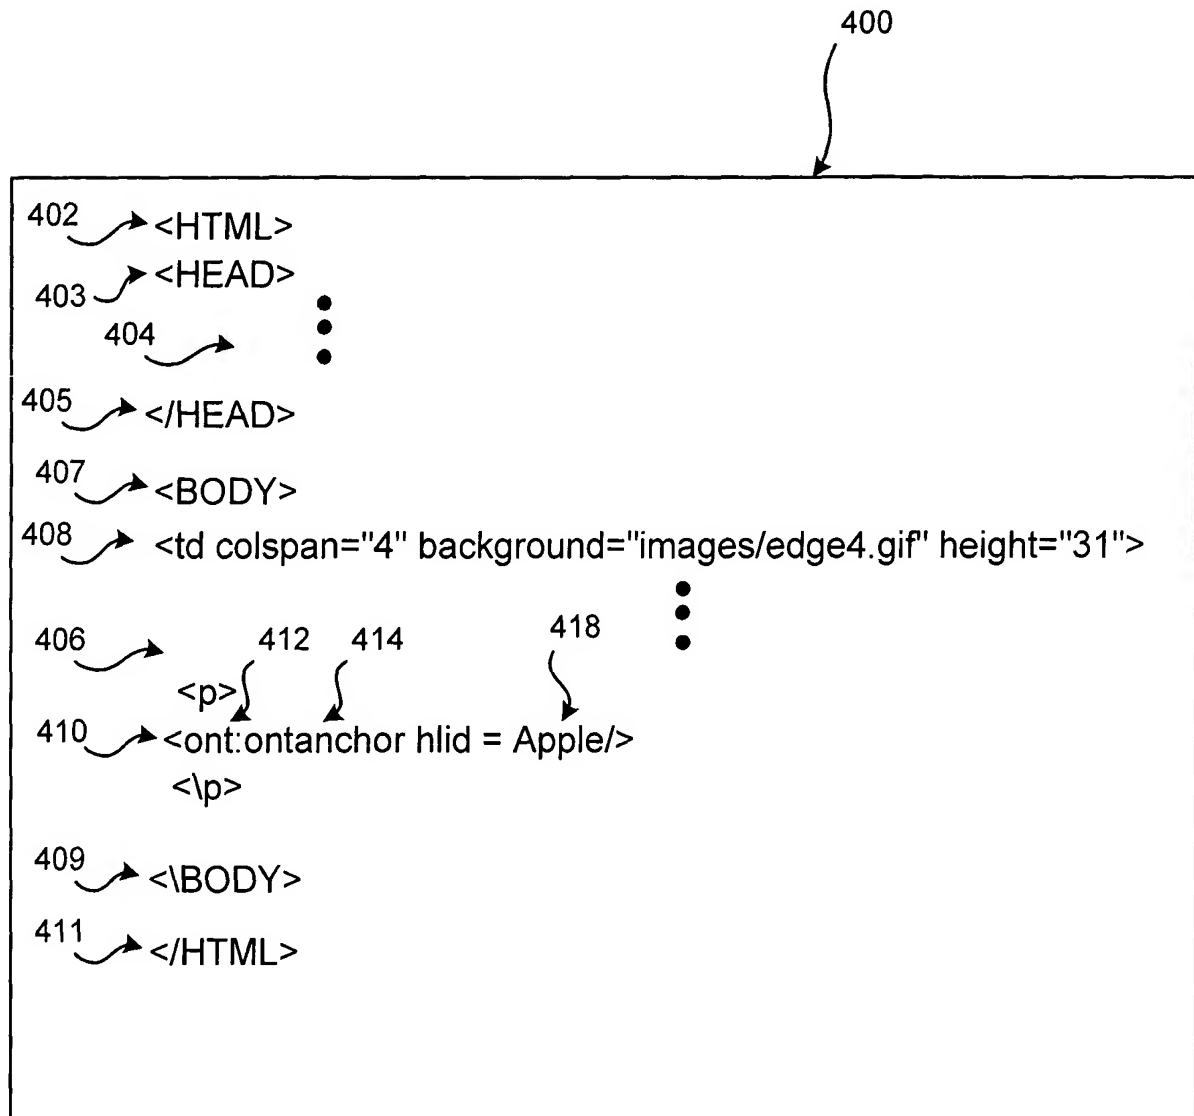 400
402 <HTML>
403 <HEAD>
404
405 </HEAD>
407 <BODY>
408 <td colspan="4" background="images/edge4.gif" height="31">
406 412 414 418
<p>
410 <ont:ontanchor hlid = Apple/>
<\p>
409 <\BODY>
411 </HTML>